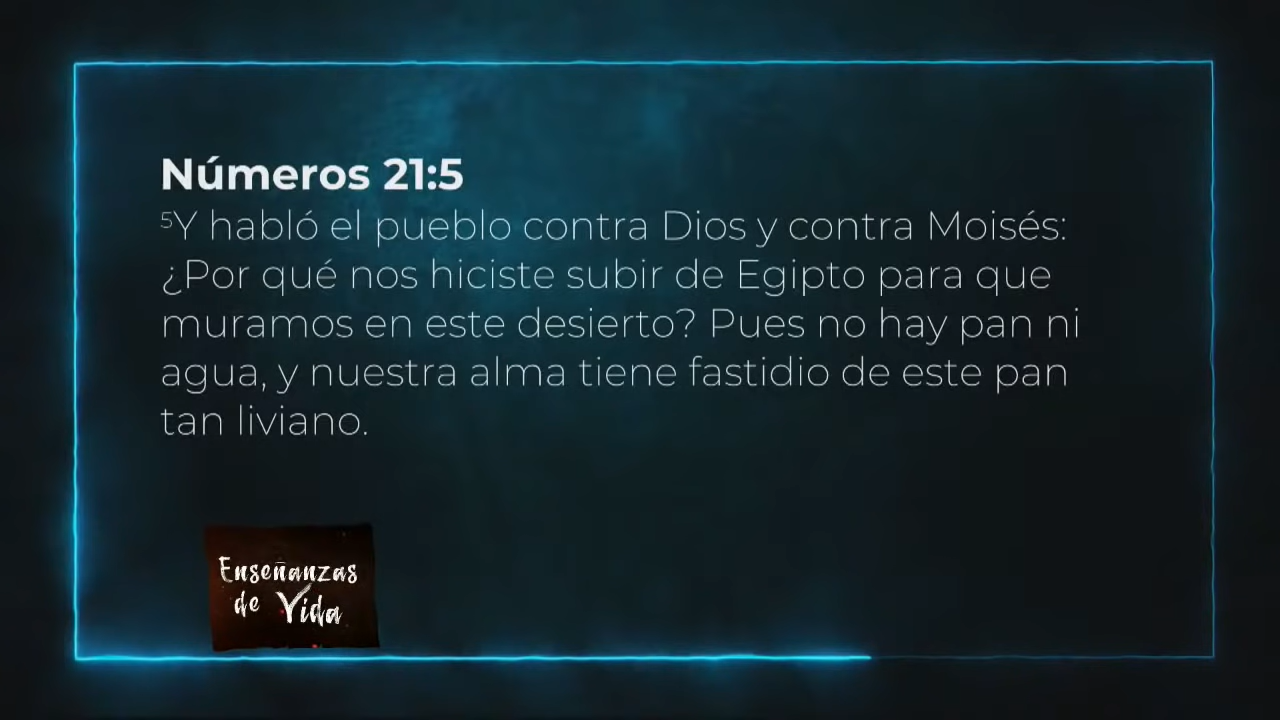 Números 21:5
⁵Y habló el pueblo contra Dios y contra Moisés:
¿Por qué nos hiciste subir de Egipto para que
muramos en este desierto? Pues no hay pan ni
agua, y nuestra alma tiene fastidio de este pan
tan liviano.
Enseñanzas
de Vida